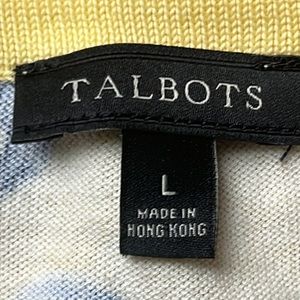 TALBOTS
L
MADE IN
HONG KONG